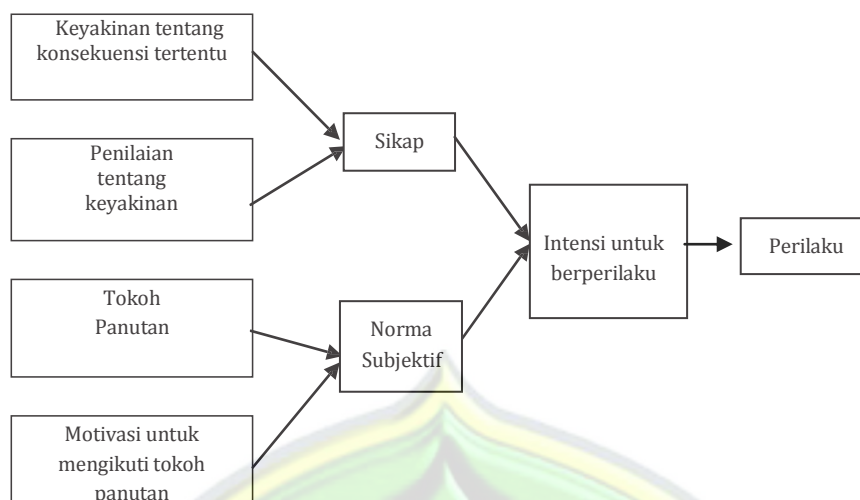 Keyakinan tentang
konsekuensi tertentu
Penilaian
tentang
keyakinan
Sikap
Intensi untuk
berperilaku
Perilaku
Tokoh
Panutan
Norma
Subjektif
Motivasi untuk
mengikuti tokoh
panutan